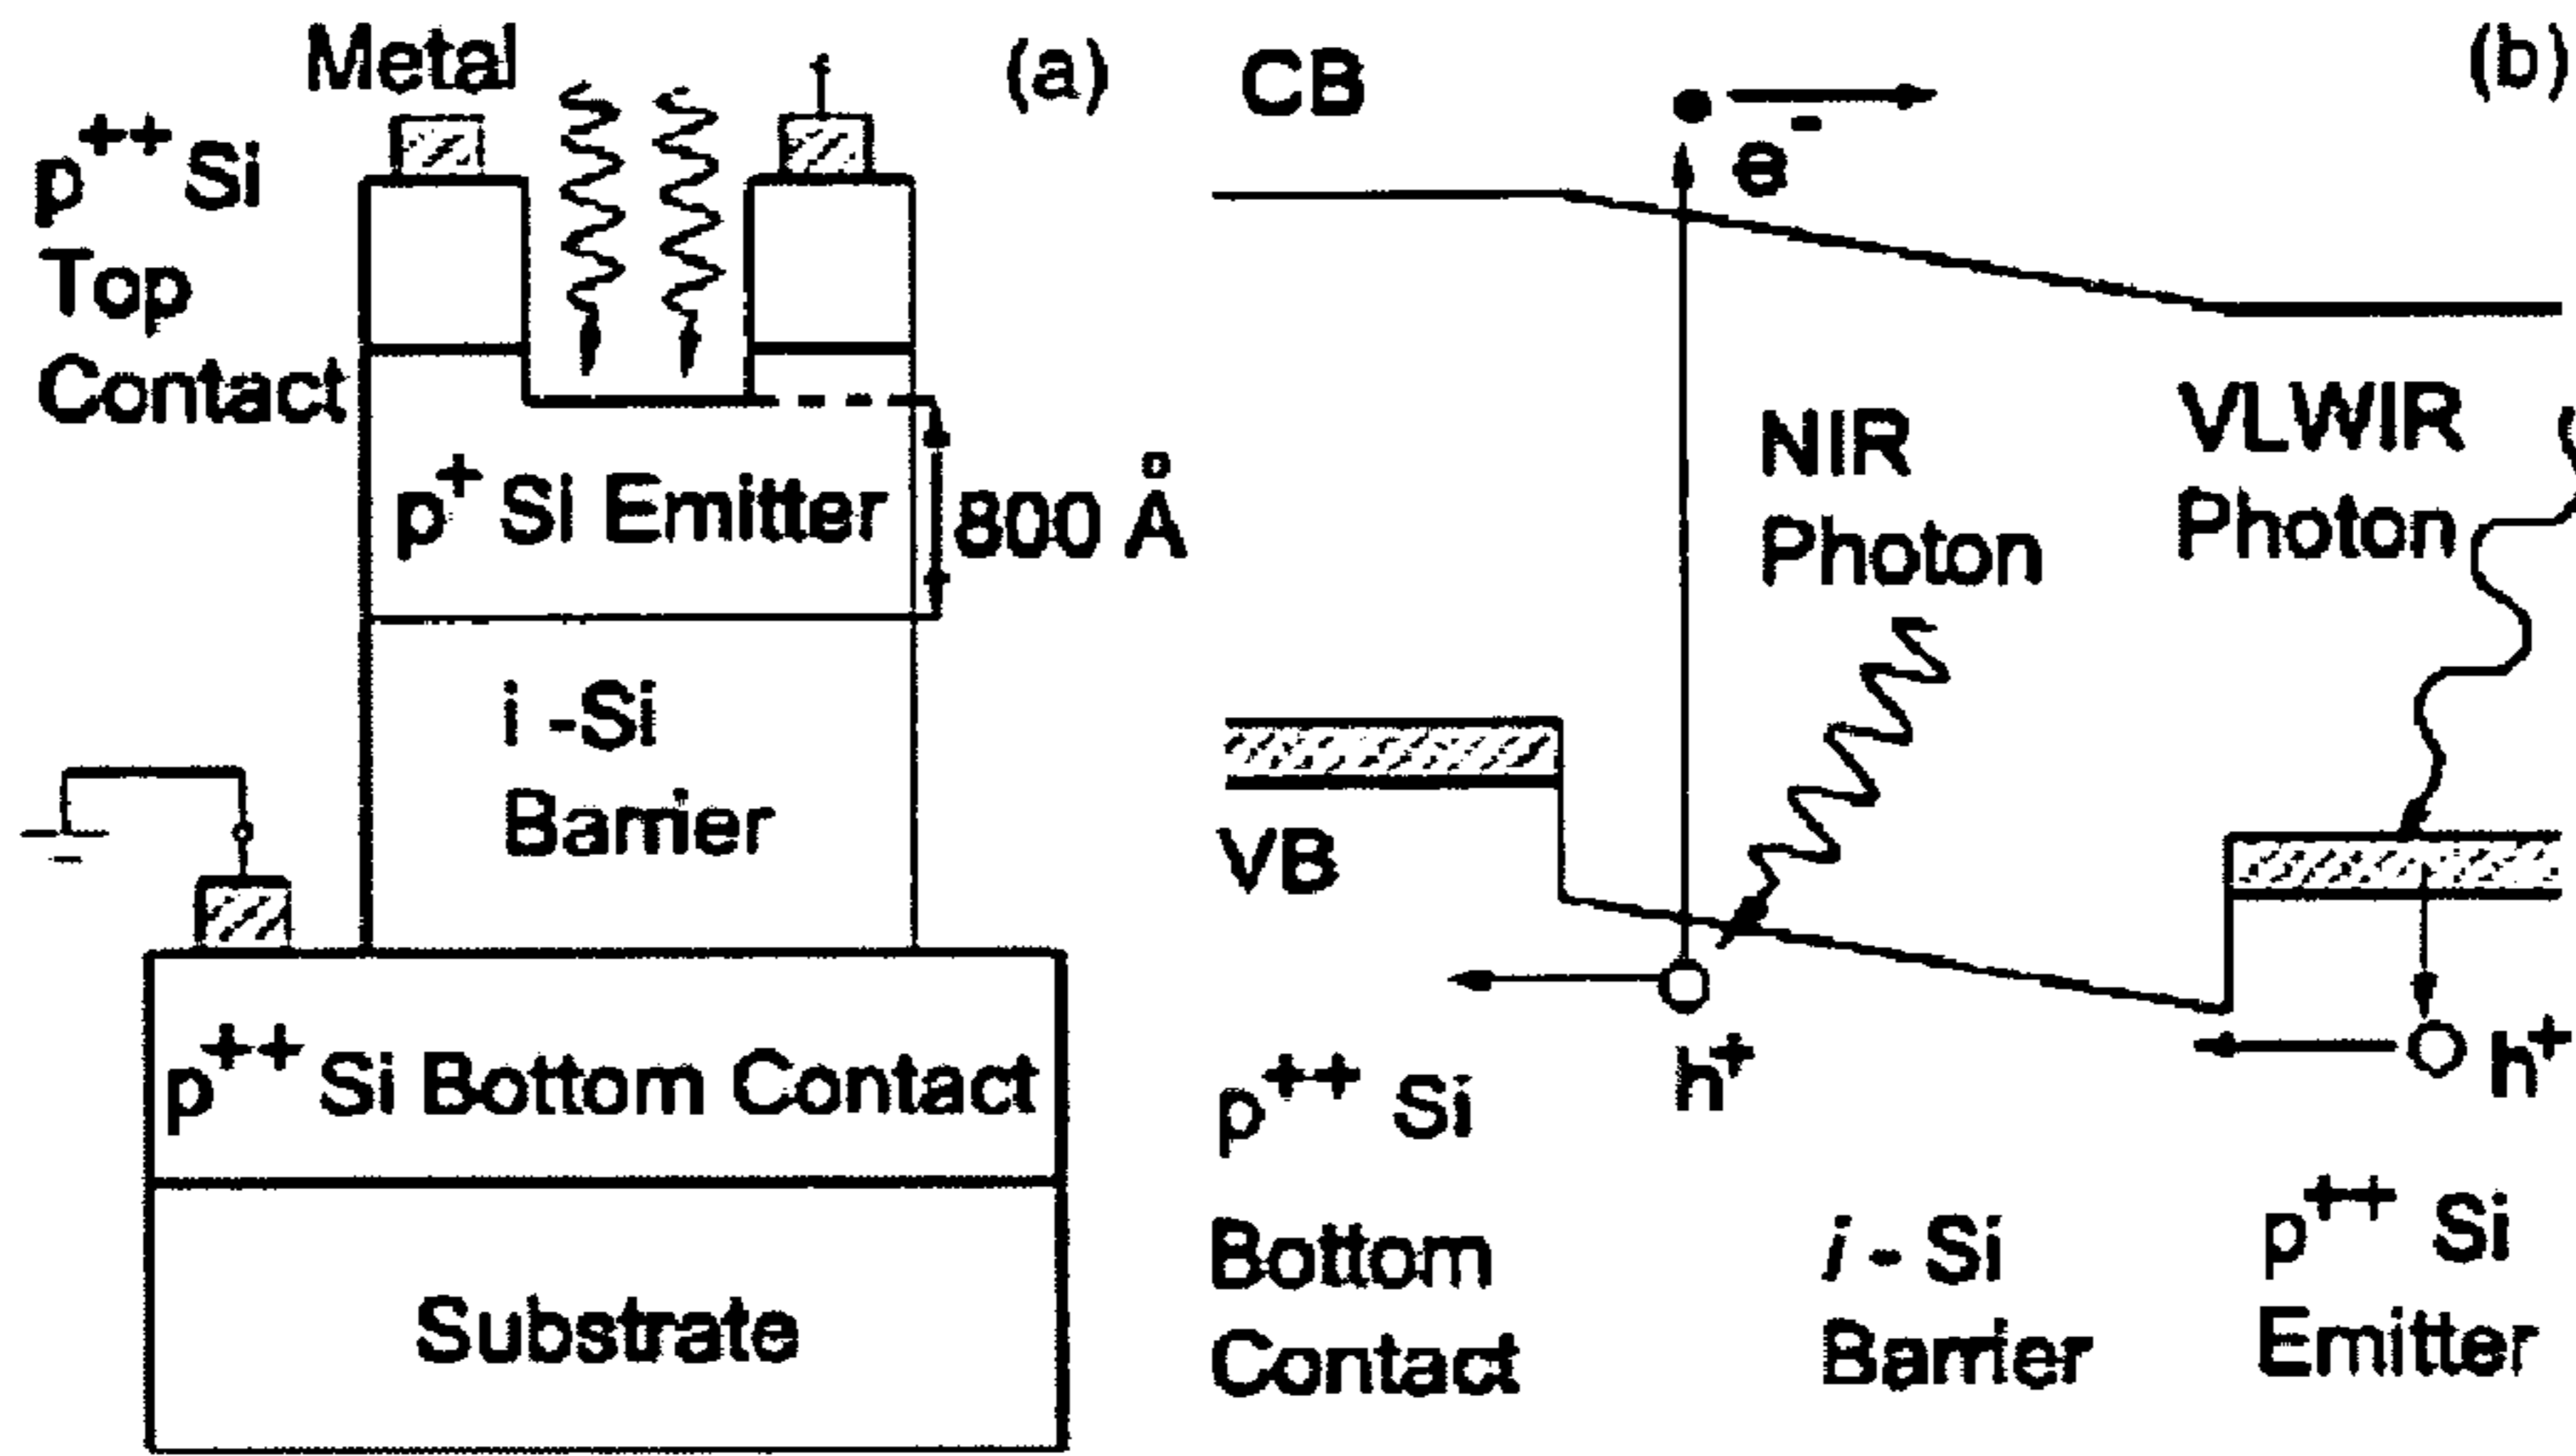 Metal
(a)
p++ Si
Top
Contact
p+ Si Emitter
800 Å
i -Si
Barrier
p++ Si Bottom Contact
Substrate
(b)
CB
e-
NIR
Photon
VLWIR
Photon
VB
h+
h+
p++ Si
Bottom
Contact
i - Si
Barrier
p++ Si
Emitter